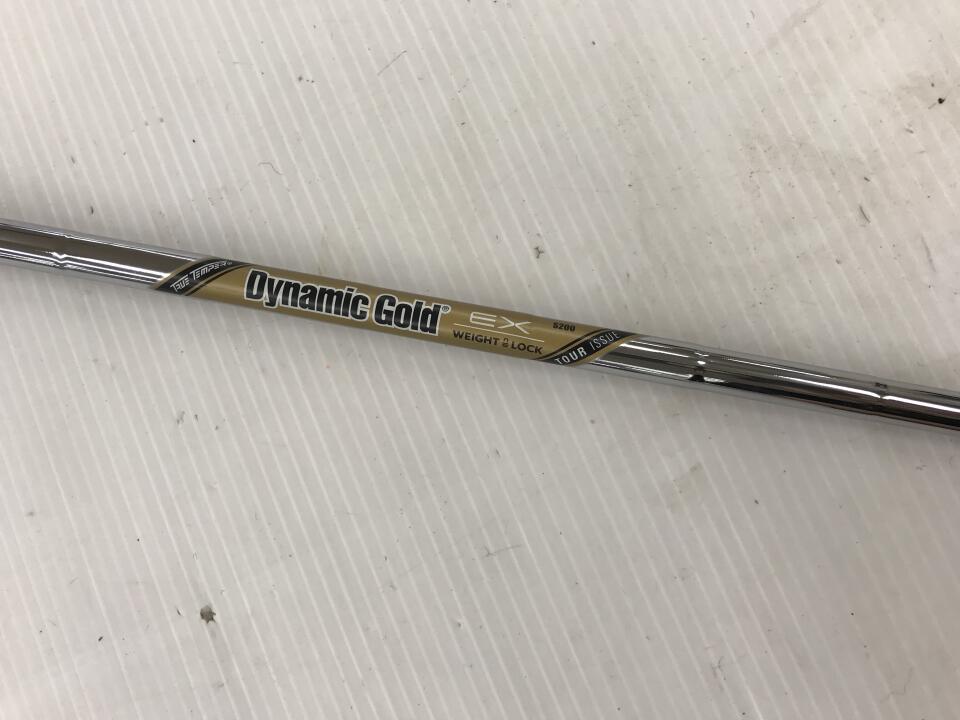 TRUE TEMPER®
Dynamic Gold®
EX
WEIGHT LOCK
S200
TOUR ISSUE